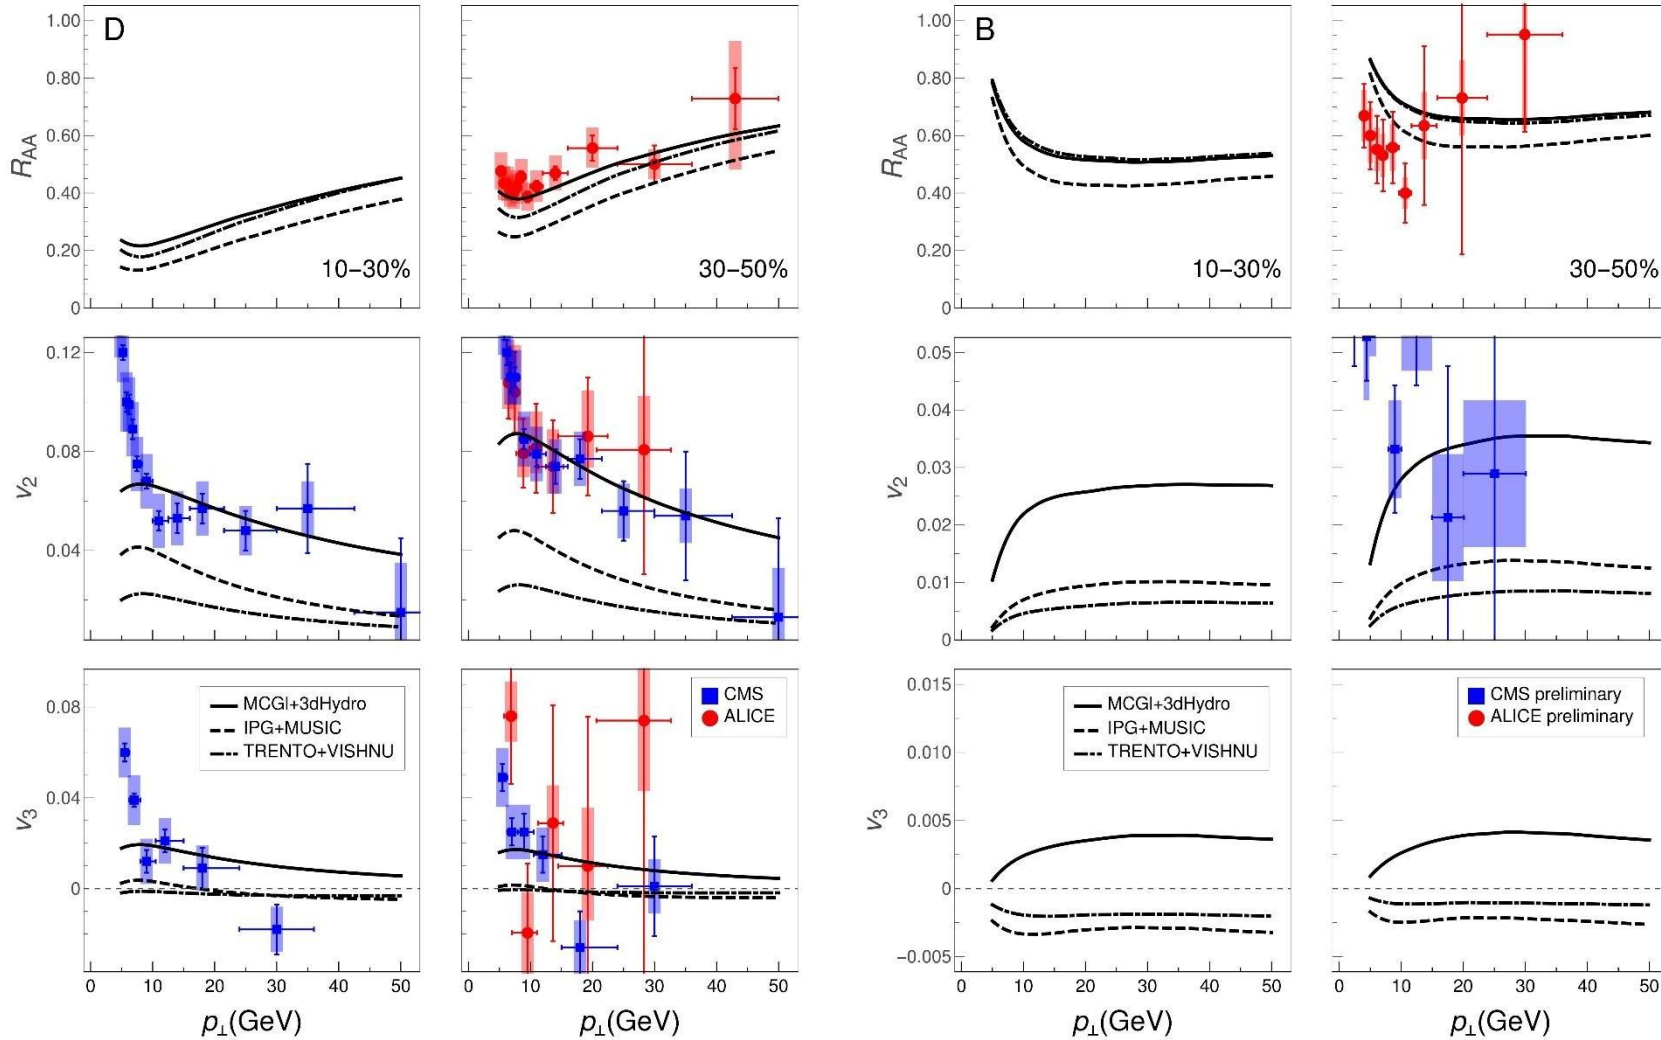 D
B
R_AA
1.00
0.80
0.60
0.40
0.20
0
10−30%
30−50%
R_AA
1.00
0.80
0.60
0.40
0.20
0
10−30%
30−50%
v_2
0.12
0.08
0.04
v_2
0.05
0.04
0.03
0.02
0.01
0
v_3
0.08
0.04
0
MCGl+3dHydro
IPG+MUSIC
TRENTO+VISHNU
CMS
ALICE
v_3
0.015
0.010
0.005
0
−0.005
MCGl+3dHydro
IPG+MUSIC
TRENTO+VISHNU
CMS preliminary
ALICE preliminary
0 10 20 30 40 50
0 10 20 30 40 50
0 10 20 30 40 50
0 10 20 30 40 50
p⊥(GeV)
p⊥(GeV)
p⊥(GeV)
p⊥(GeV)